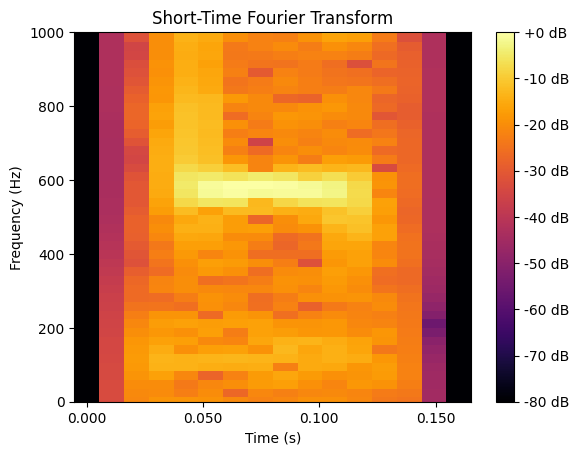 Short-Time Fourier Transform
1000
800
600
400
200
0
Frequency (Hz)
0.000
0.050
0.100
0.150
Time (s)
+0 dB
-10 dB
-20 dB
-30 dB
-40 dB
-50 dB
-60 dB
-70 dB
-80 dB